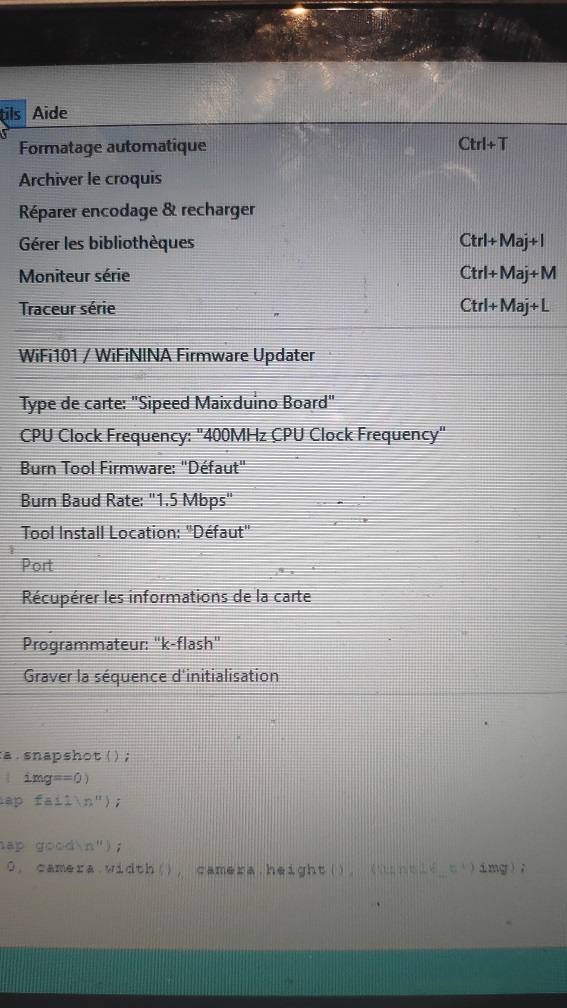 tils Aide
Formatage automatique Ctrl+T
Archiver le croquis
Réparer encodage & recharger
Gérer les bibliothèques Ctrl+Maj+I
Moniteur série Ctrl+Maj+M
Traceur série Ctrl+Maj+L
WiFi101 / WiFiNINA Firmware Updater
Type de carte: "Sipeed Maixduino Board"
CPU Clock Frequency: "400MHz CPU Clock Frequency"
Burn Tool Firmware: "Défaut"
Burn Baud Rate: "1.5 Mbps"
Tool Install Location: "Défaut"
Port
Récupérer les informations de la carte
Programmateur: "k-flash"
Graver la séquence d'initialisation
ra.snapshot();
| img==0)
nap fail\n");
nap good\n");
0, camera.width(), camera.height(), (uint16_t*)img);